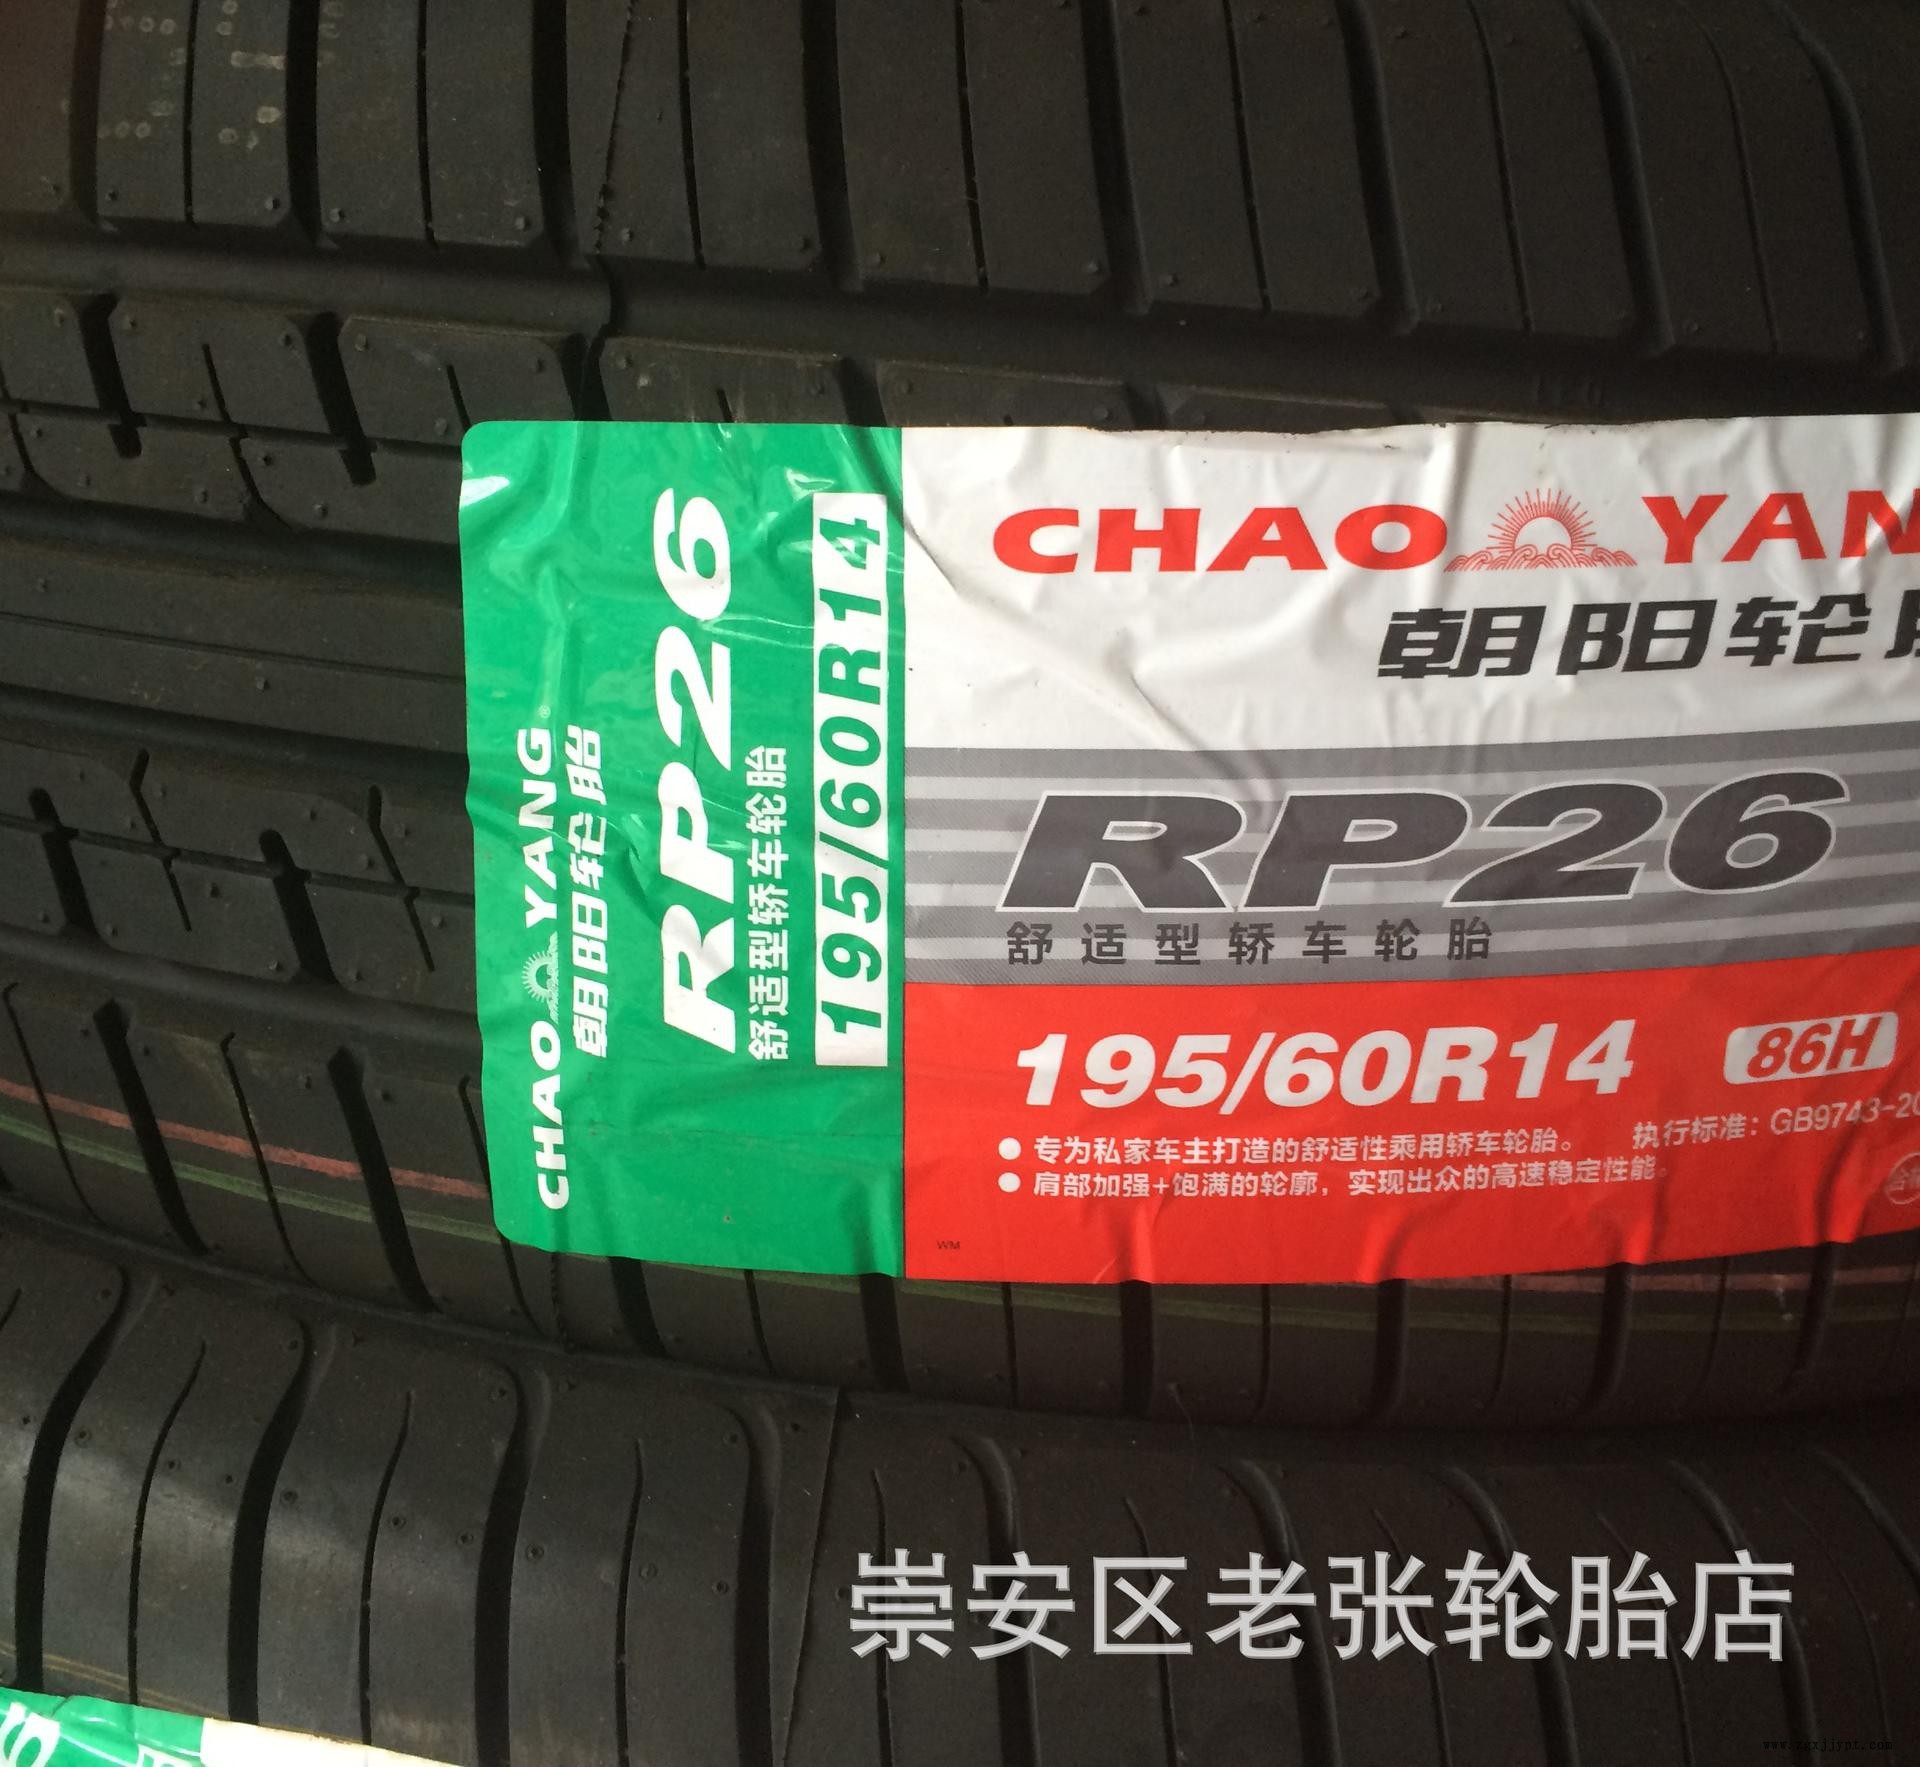 CHAO YANG
朝阳轮胎
RP26
舒适型轿车轮胎
195/60R14
CHAO YAN
朝阳轮
RP26
舒适型轿车轮胎
195/60R14 86H
● 专为私家车主打造的舒适性乘用轿车轮胎。 执行标准：GB9743-20
● 肩部加强+饱满的轮廓，实现出众的高速稳定性能。
WM
崇安区老张轮胎店